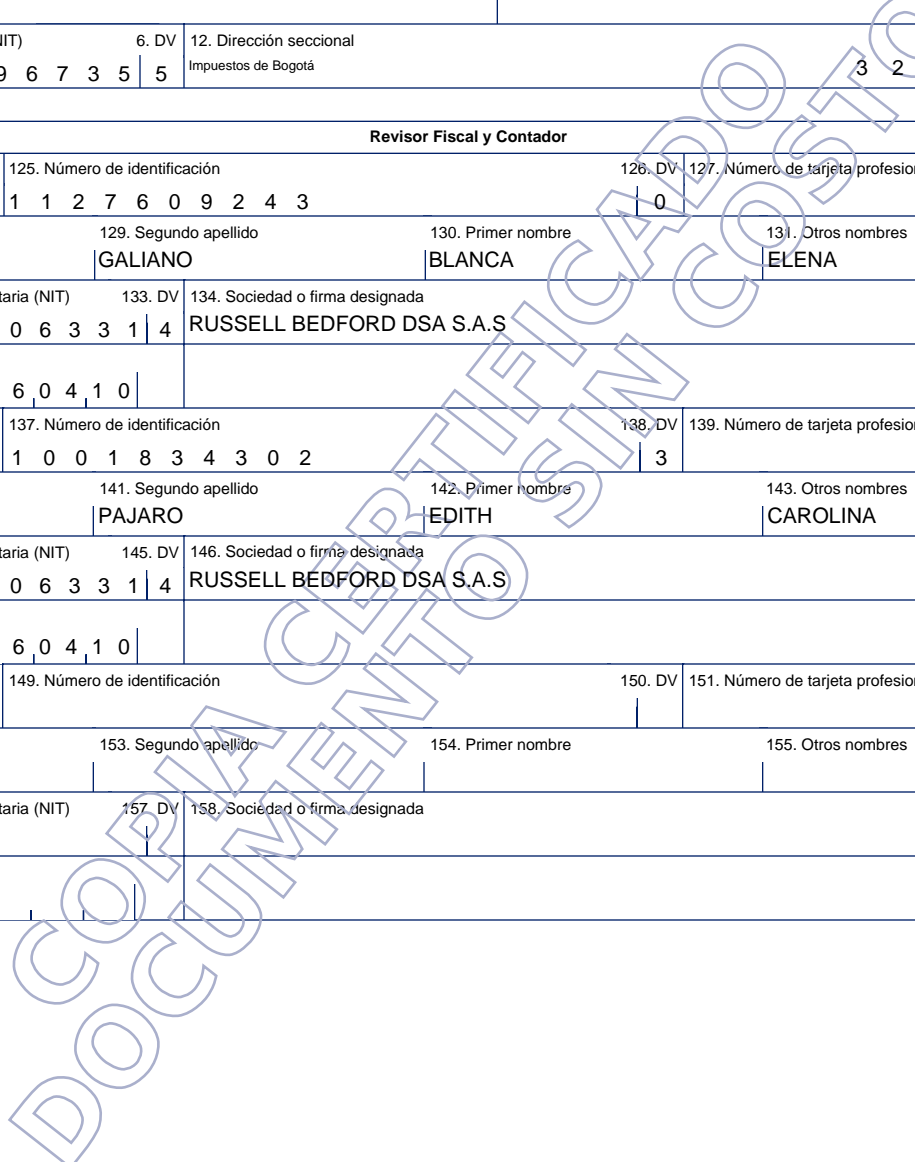 NIT) 6. DV 12. Dirección seccional
9 6 7 3 5 5 Impuestos de Bogotá 3 2
Revisor Fiscal y Contador
125. Número de identificación 126. DV 127. Número de tarjeta profesion
1 1 2 7 6 0 9 2 4 3 0
129. Segundo apellido 130. Primer nombre 131. Otros nombres
GALIANO BLANCA ELENA
taria (NIT) 133. DV 134. Sociedad o firma designada
0 6 3 3 1 4 RUSSELL BEDFORD DSA S.A.S
6 0 4 1 0
137. Número de identificación 138. DV 139. Número de tarjeta profesion
1 0 0 1 8 3 4 3 0 2 3
141. Segundo apellido 142. Primer nombre 143. Otros nombres
PAJARO EDITH CAROLINA
taria (NIT) 145. DV 146. Sociedad o firma designada
0 6 3 3 1 4 RUSSELL BEDFORD DSA S.A.S
6 0 4 1 0
149. Número de identificación 150. DV 151. Número de tarjeta profesion
153. Segundo apellido 154. Primer nombre 155. Otros nombres
taria (NIT) 157. DV 158. Sociedad o firma designada
COPIA CERTIFICADO
DOCUMENTO SIN COSTO